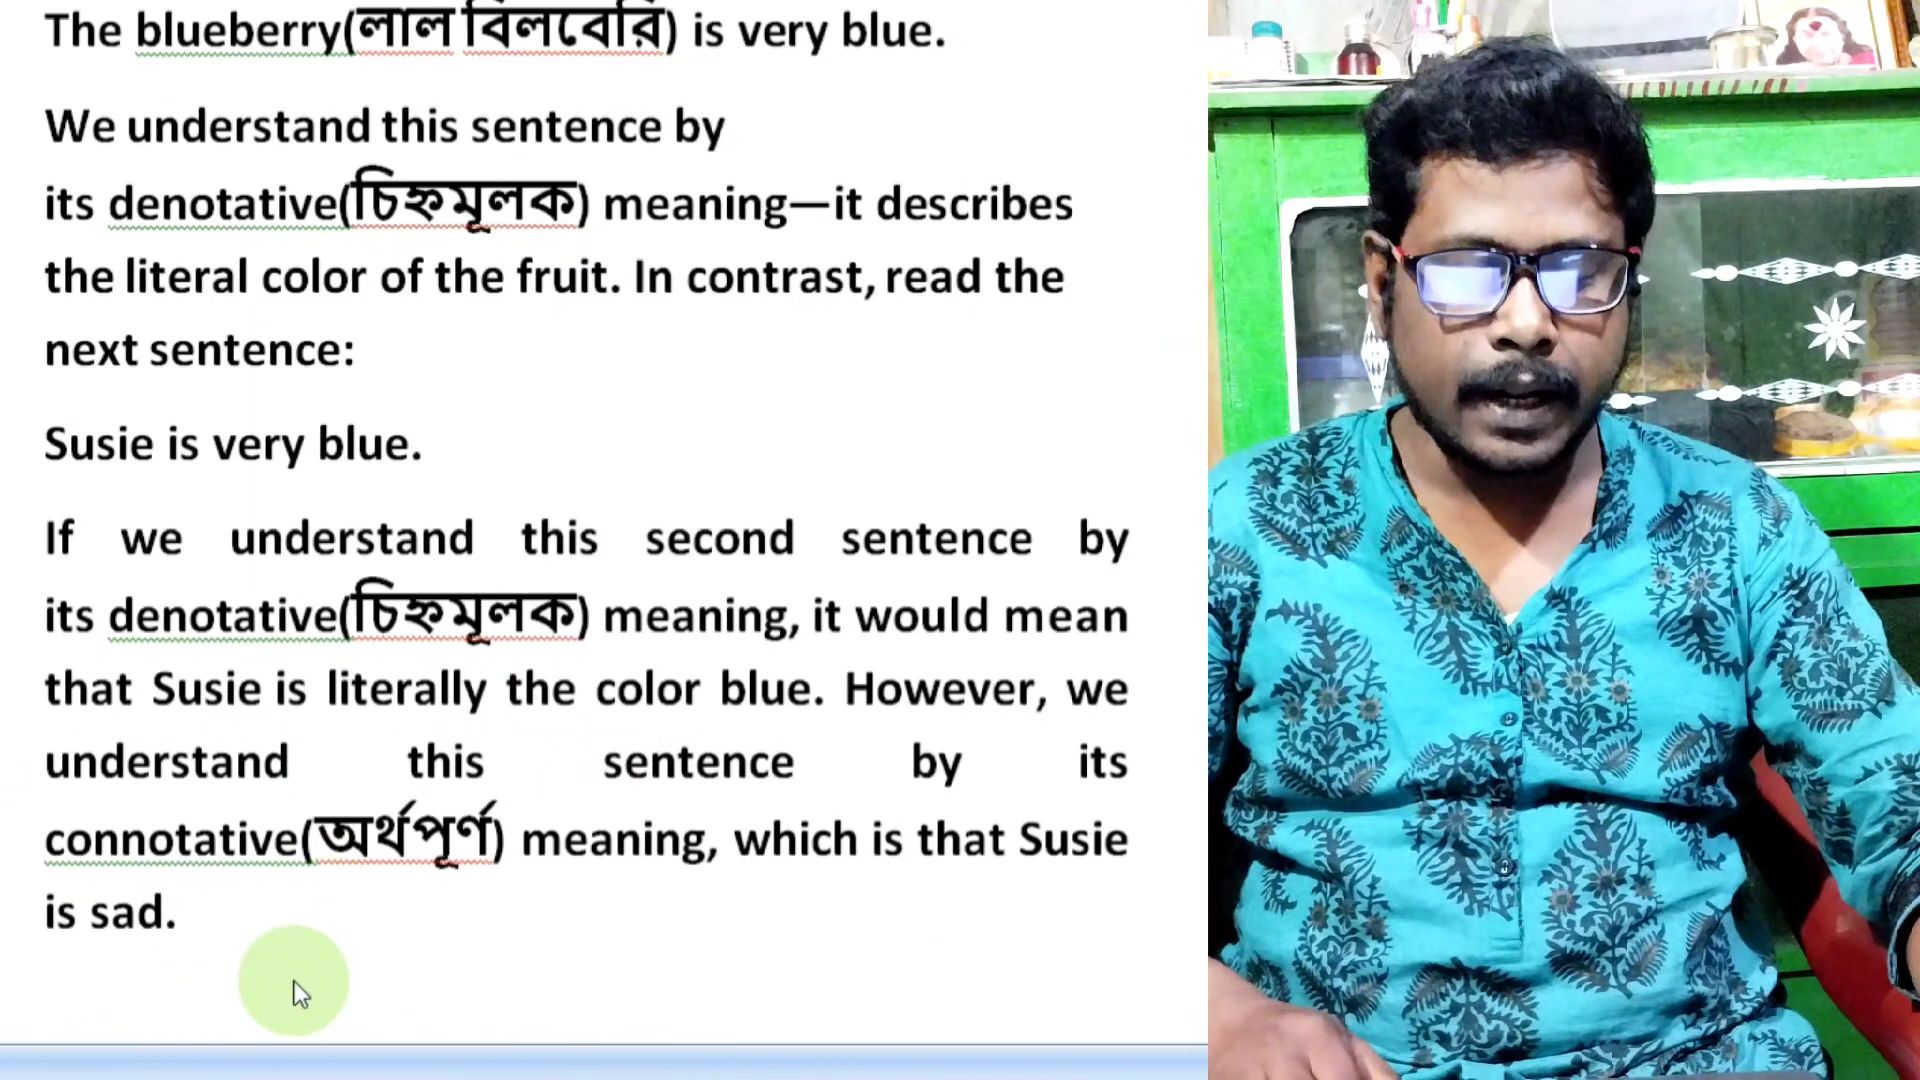 The blueberry(লাল বিলবেরি) is very blue.
We understand this sentence by
its denotative(চিহ্নমূলক) meaning—it describes
the literal color of the fruit. In contrast, read the
next sentence:
Susie is very blue.
If we understand this second sentence by
its denotative(চিহ্নমূলক) meaning, it would mean
that Susie is literally the color blue. However, we
understand this sentence by its
connotative(অর্থপূর্ণ) meaning, which is that Susie
is sad.